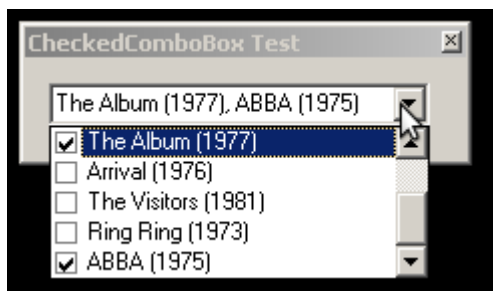 CheckedComboBox Test
The Album (1977), ABBA (1975)
The Album (1977)
Arrival (1976)
The Visitors (1981)
Ring Ring (1973)
ABBA (1975)